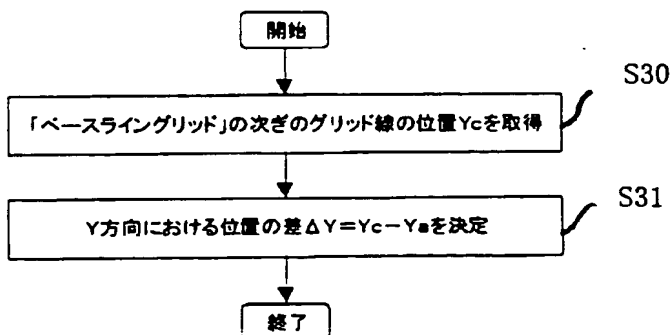 開始
S30
「ベースライングリッド」の次ぎのグリッド線の位置Ycを取得
S31
Y方向における位置の差ΔY=Yc-Yaを決定
終了